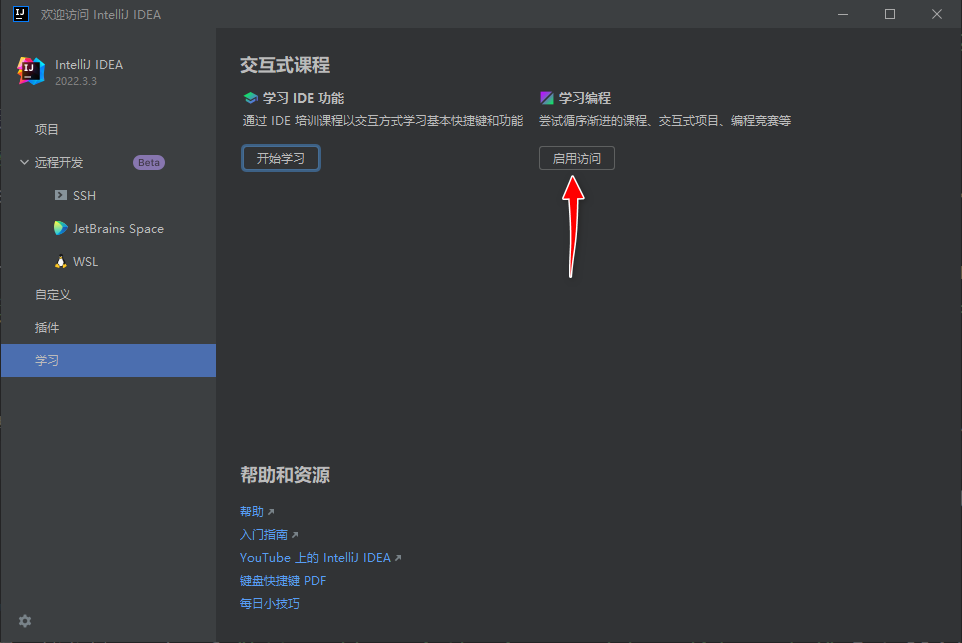 欢迎访问 IntelliJ IDEA
IntelliJ IDEA
2022.3.3
项目
远程开发 Beta
SSH
JetBrains Space
WSL
自定义
插件
学习
交互式课程
学习 IDE 功能
通过 IDE 培训课程以交互方式学习基本快捷键和功能
开始学习
学习编程
尝试循序渐进的课程、交互式项目、编程竞赛等
启用访问
帮助和资源
帮助
入门指南
YouTube 上的 IntelliJ IDEA
键盘快捷键 PDF
每日小技巧